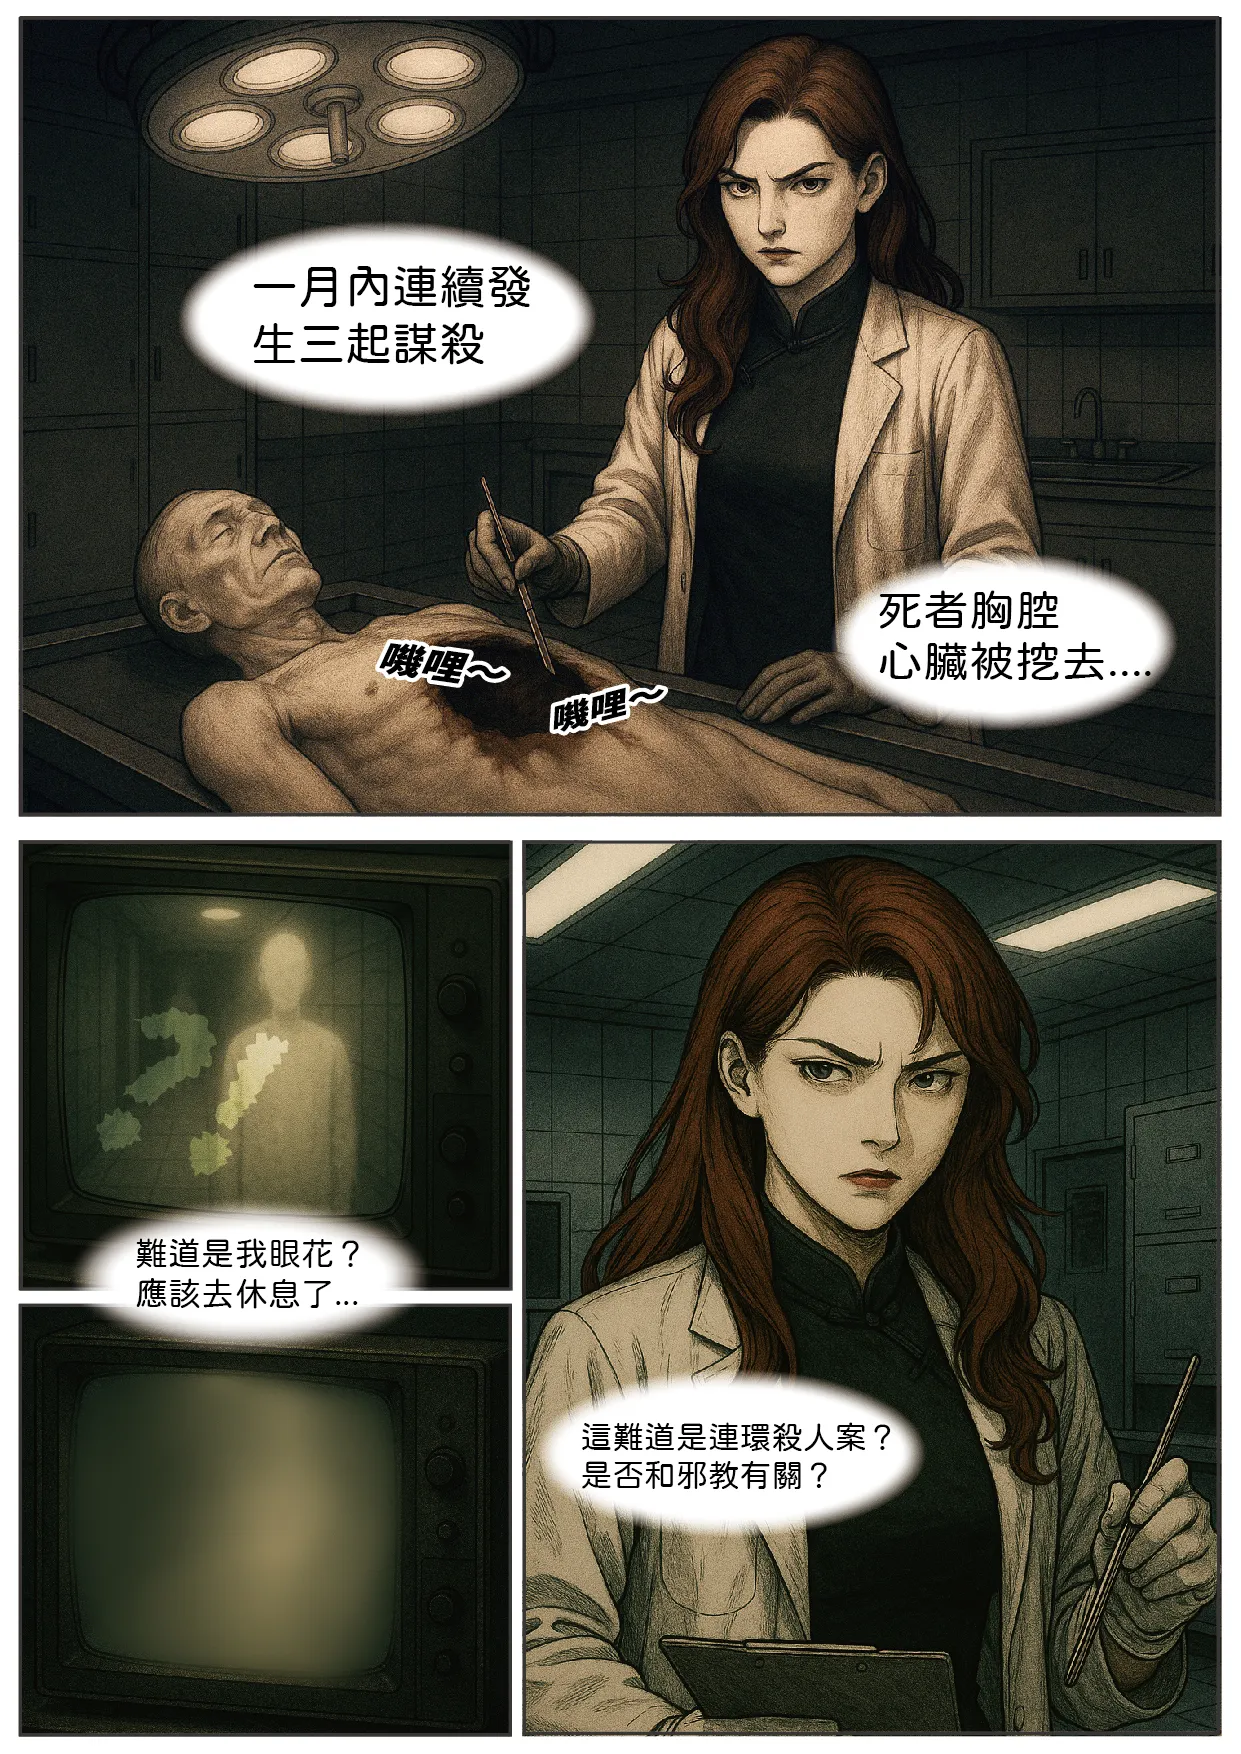 一月內連續發
生三起謀殺
死者胸腔
心臟被挖去....
嘰哩～
嘰哩～
難道是我眼花？
應該去休息了...
這難道是連環殺人案？
是否和邪教有關？